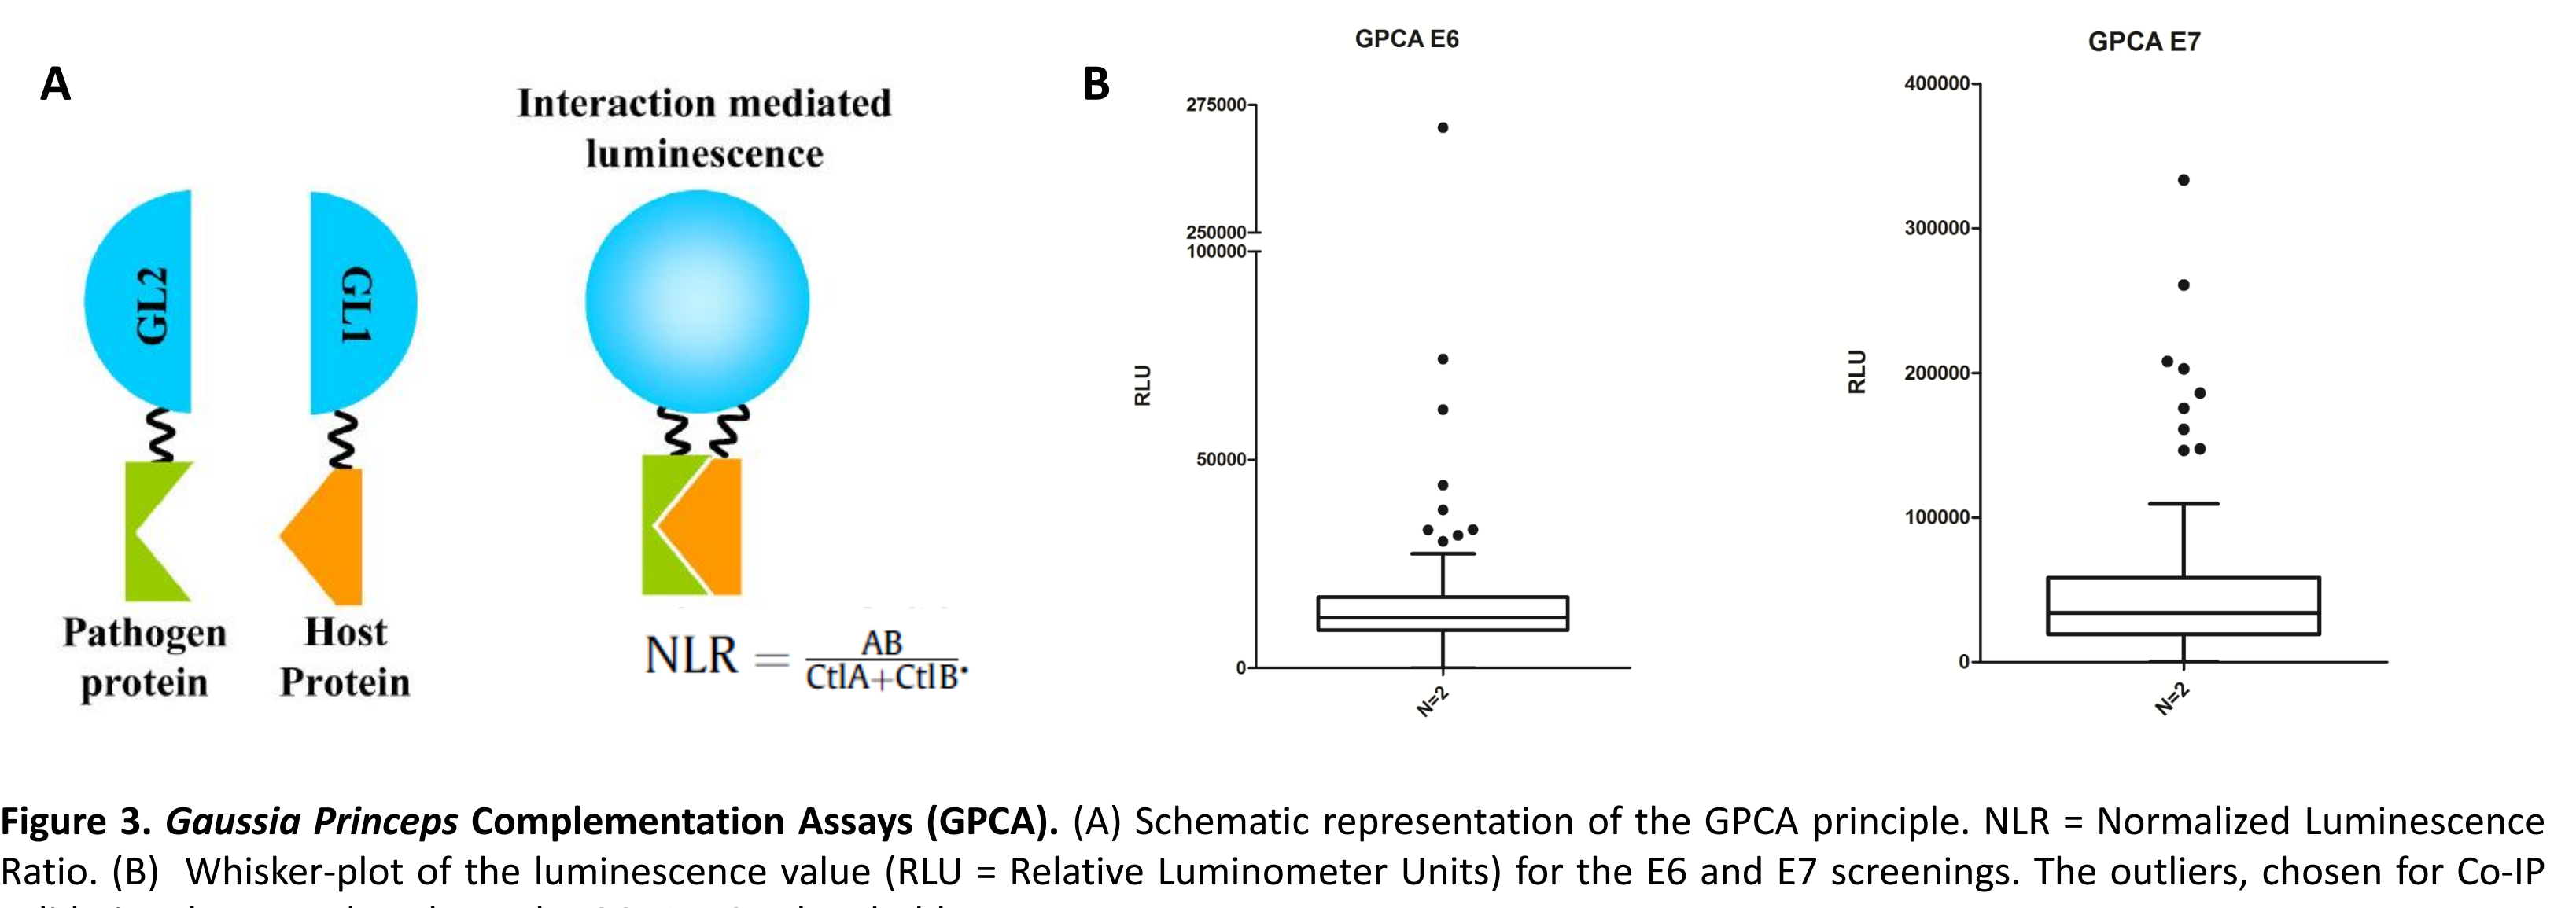 A
Interaction mediated
luminescence
GL2
GL1
Pathogen
protein
Host
Protein
NLR = AB
CtlA+CtlB.
B
GPCA E6
275000
250000
100000
50000
0
RLU
N=2
GPCA E7
400000
300000
200000
100000
0
RLU
N=2
Figure 3. Gaussia Princeps Complementation Assays (GPCA). (A) Schematic representation of the GPCA principle. NLR = Normalized Luminescence
Ratio. (B) Whisker-plot of the luminescence value (RLU = Relative Luminometer Units) for the E6 and E7 screenings. The outliers, chosen for Co-IP